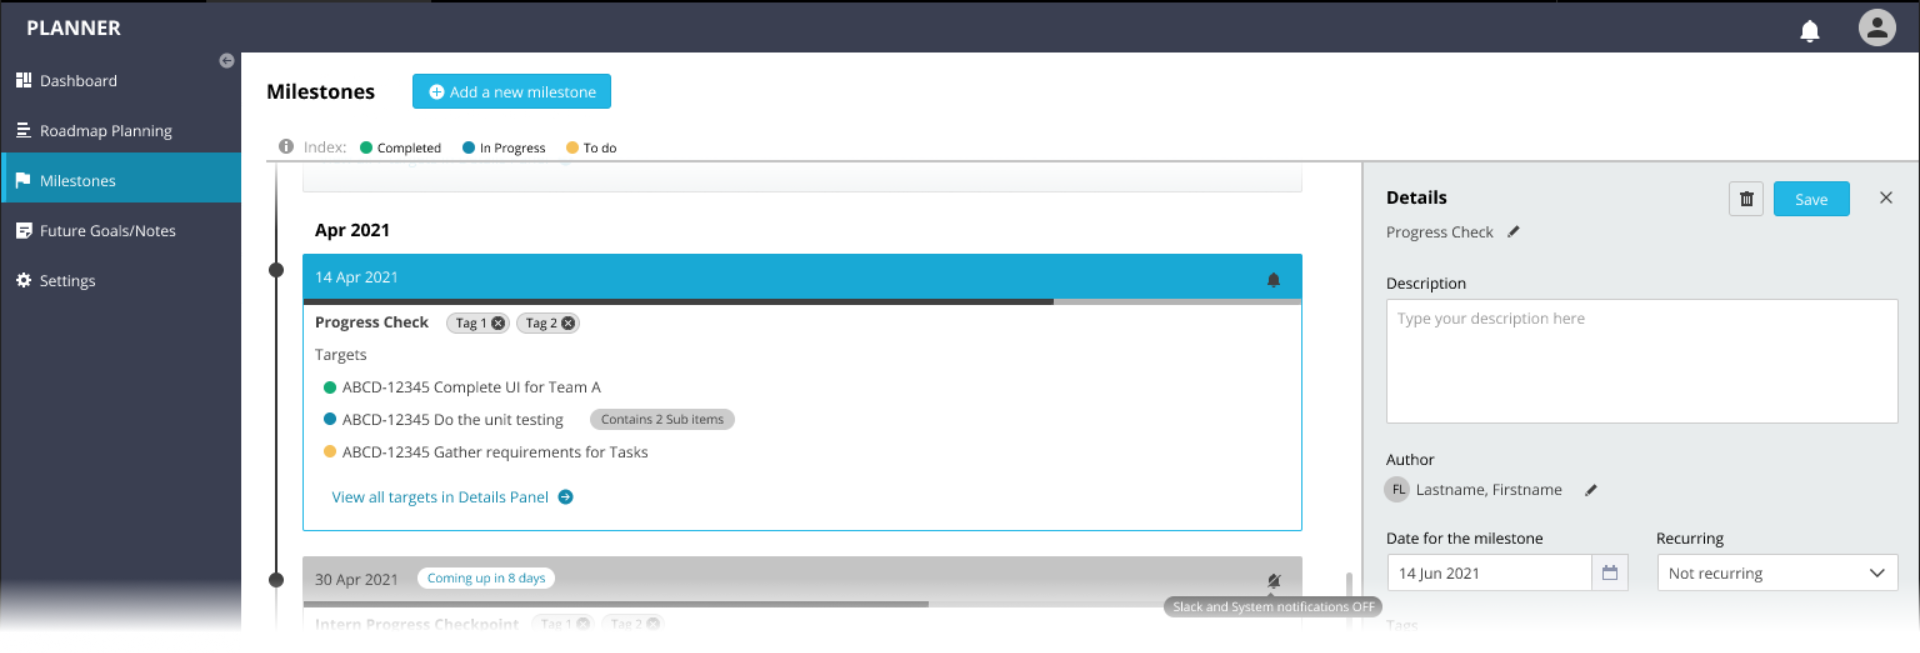 PLANNER
Dashboard
Roadmap Planning
Milestones
Future Goals/Notes
Settings
Milestones
Add a new milestone
Index: Completed In Progress To do
Apr 2021
14 Apr 2021
Progress Check Tag 1 Tag 2
Targets
ABCD-12345 Complete UI for Team A
ABCD-12345 Do the unit testing Contains 2 Sub items
ABCD-12345 Gather requirements for Tasks
View all targets in Details Panel
30 Apr 2021 Coming up in 8 days
Slack and System notifications OFF
Intern Progress Checkpoint Tag 1 Tag 2
Details
Save
Progress Check
Description
Type your description here
Author
FL Lastname, Firstname
Date for the milestone Recurring
14 Jun 2021 Not recurring
Tags